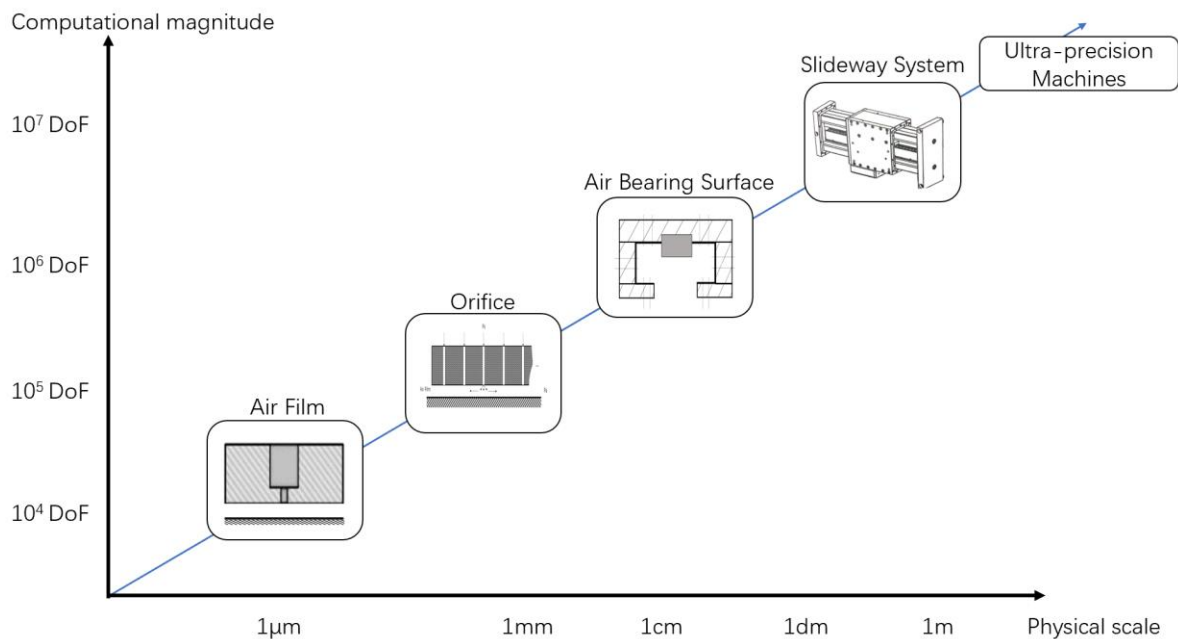 Computational magnitude
Ultra-precision
Machines
Slideway System
10⁷ DoF
Air Bearing Surface
10⁶ DoF
Orifice
10⁵ DoF
Air Film
10⁴ DoF
1μm
1mm
1cm
1dm
1m
Physical scale